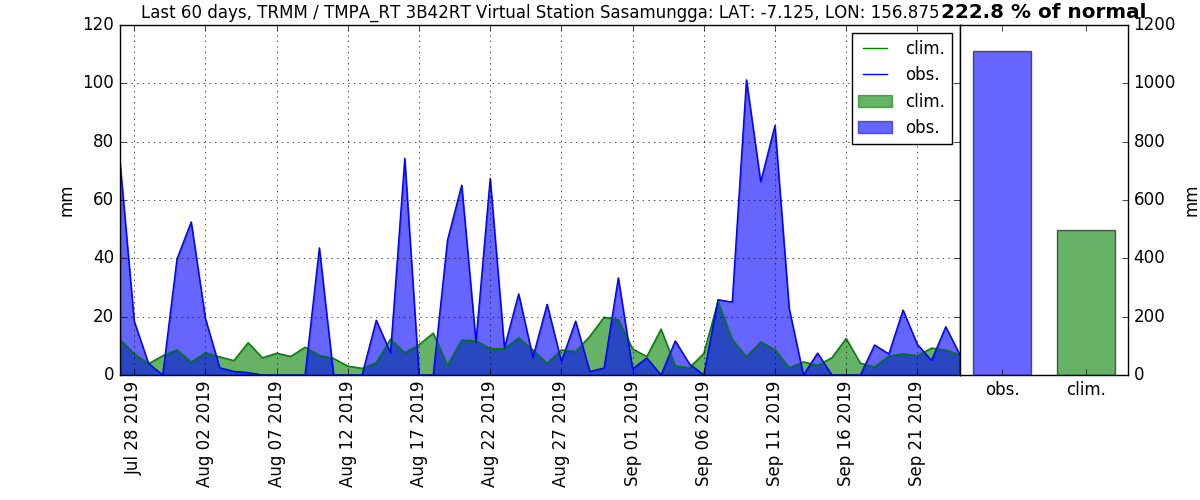 Last 60 days, TRMM / TMPA_RT 3B42RT Virtual Station Sasamungga: LAT: -7.125, LON: 156.875
222.8 % of normal
120
100
80
60
40
20
0
mm
clim.
obs.
clim.
obs.
1200
1000
800
600
400
200
0
mm
Jul 28 2019
Aug 02 2019
Aug 07 2019
Aug 12 2019
Aug 17 2019
Aug 22 2019
Aug 27 2019
Sep 01 2019
Sep 06 2019
Sep 11 2019
Sep 16 2019
Sep 21 2019
obs.
clim.